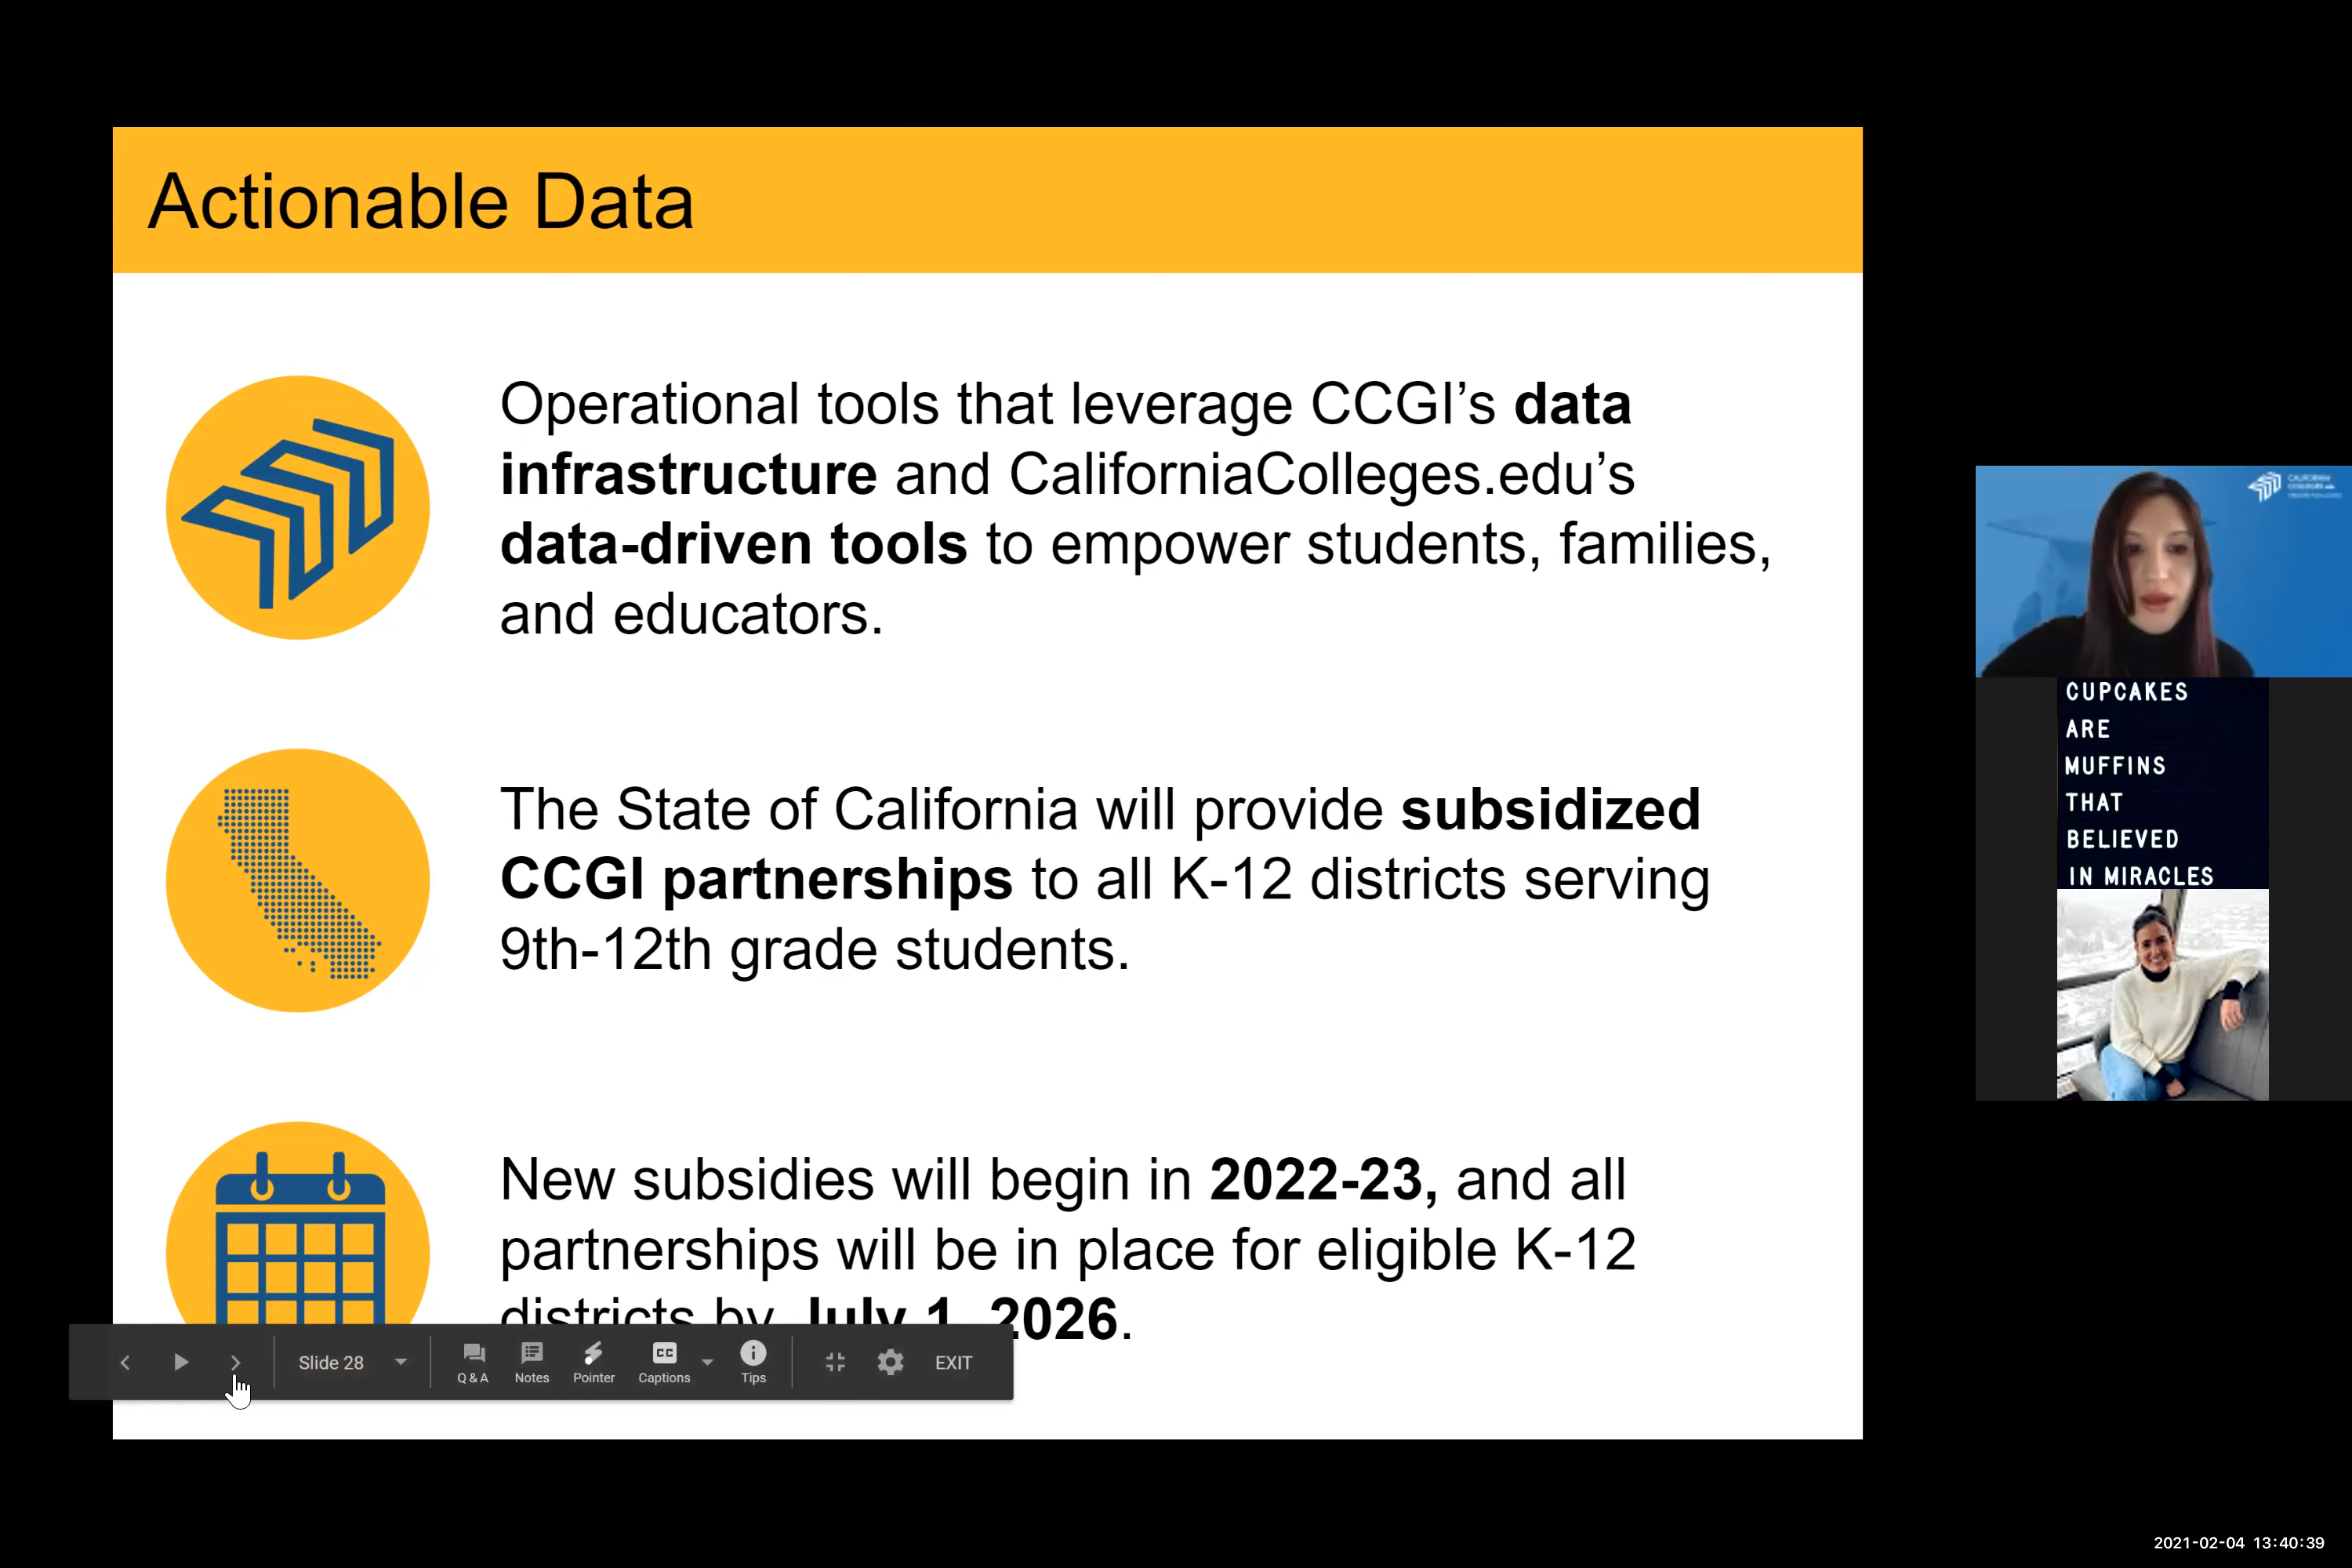 Actionable Data
Operational tools that leverage CCGI’s data
infrastructure and CaliforniaColleges.edu’s
data-driven tools to empower students, families,
and educators.
The State of California will provide subsidized
CCGI partnerships to all K-12 districts serving
9th-12th grade students.
New subsidies will begin in 2022-23, and all
partnerships will be in place for eligible K-12
districts by July 1, 2026.
Slide 28
Q & A
Notes
Pointer
CC
Captions
Tips
EXIT
CALIFORNIA
COLLEGES.edu
CUPCAKES
ARE
MUFFINS
THAT
BELIEVED
IN MIRACLES
2021-02-04 13:40:39